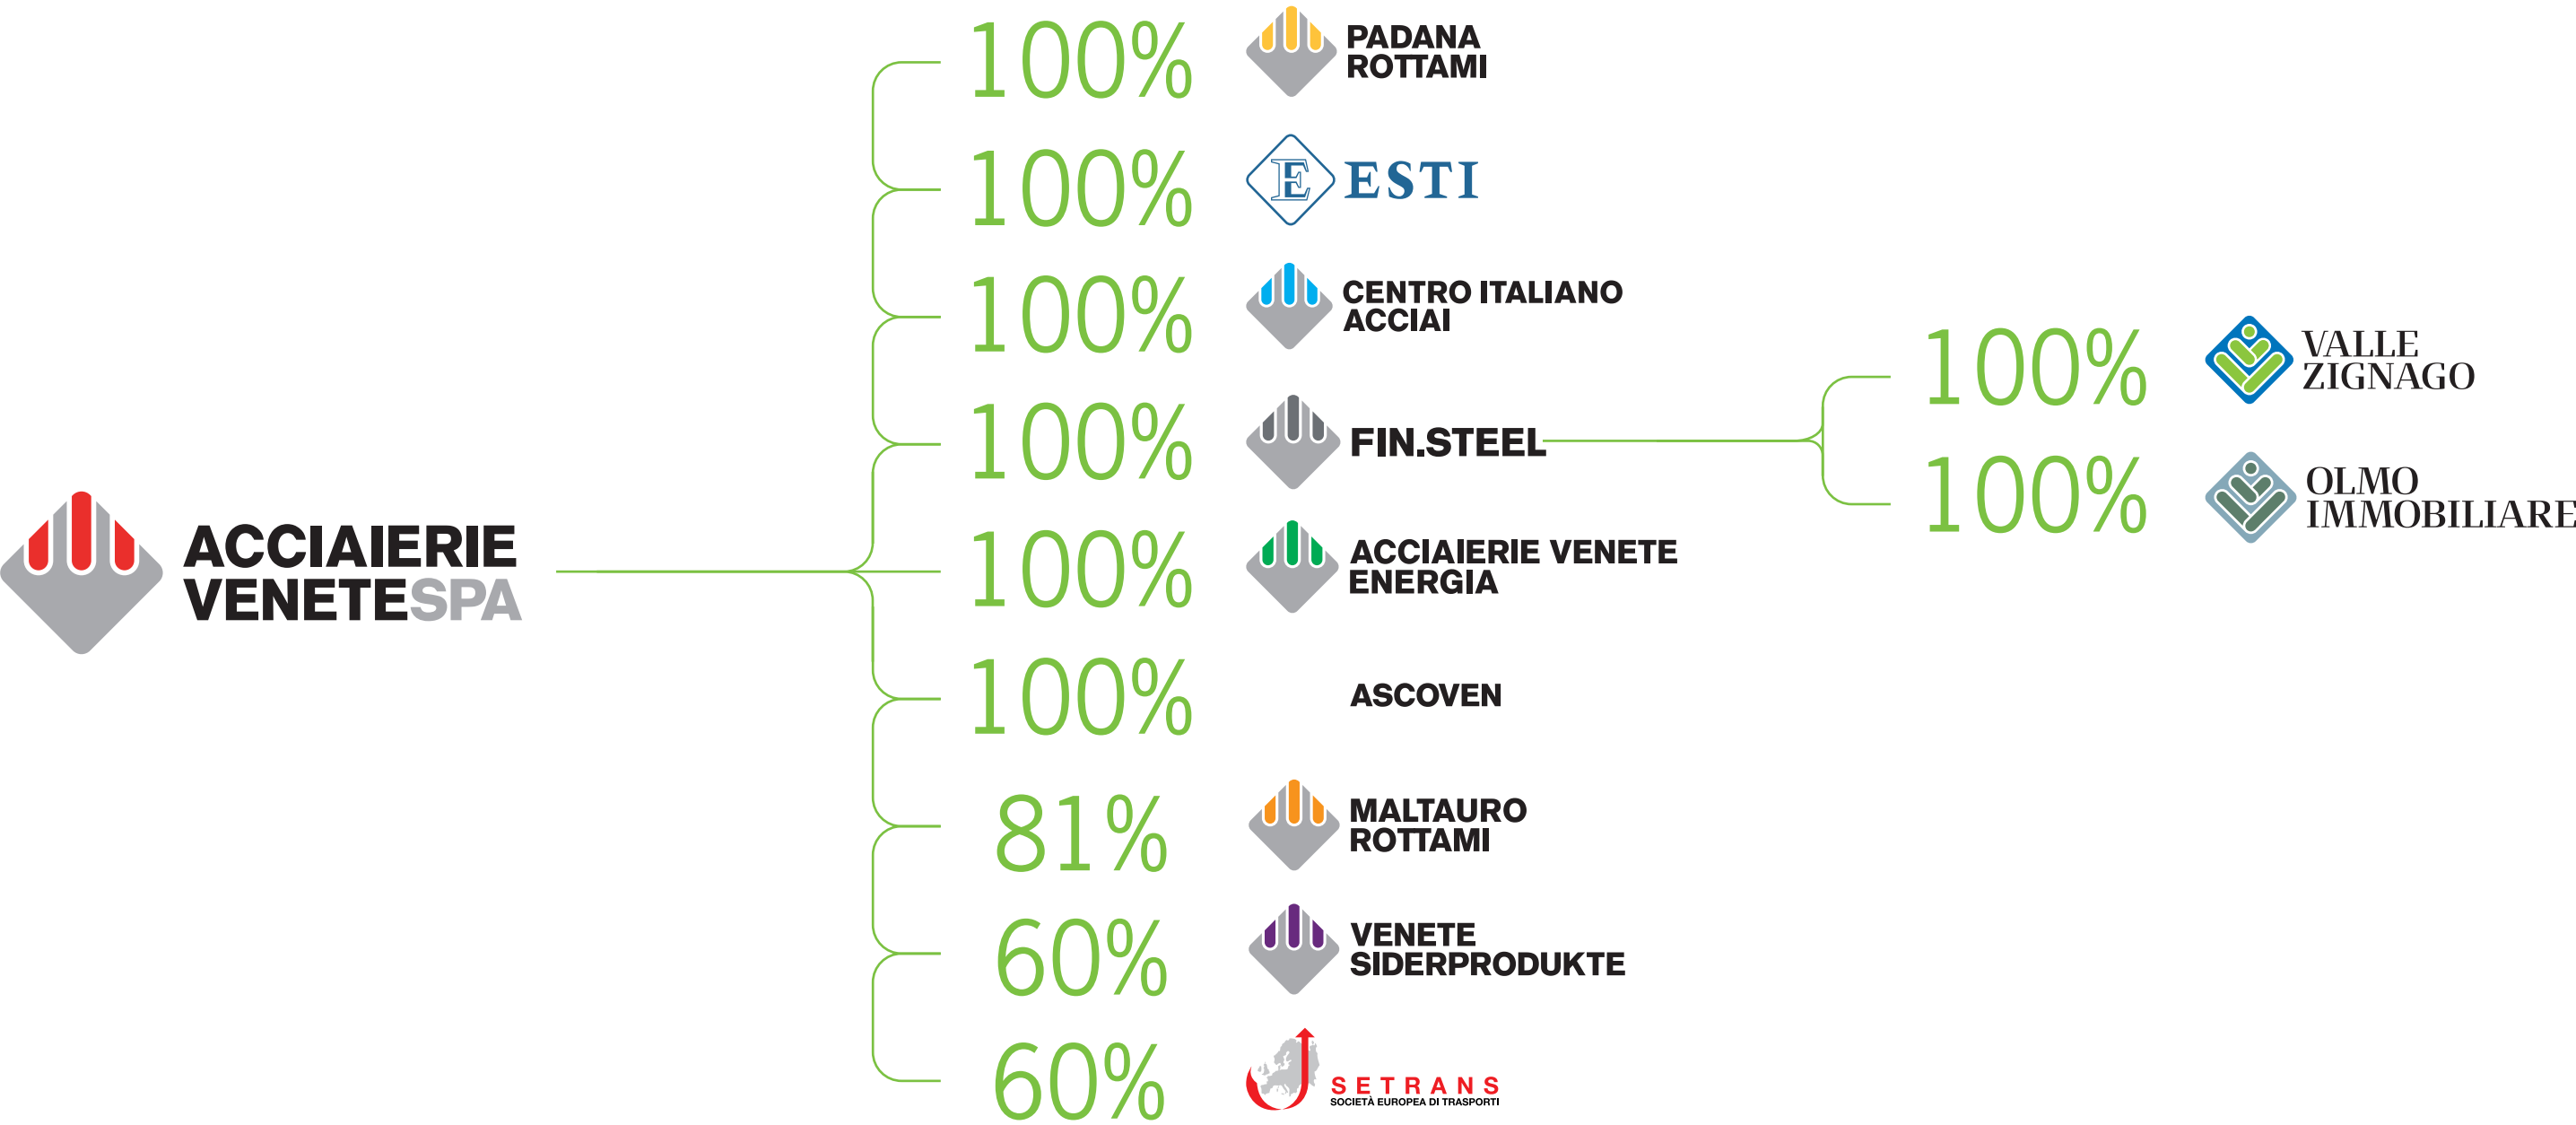 100%
PADANA
ROTTAMI
100%
E ESTI
100%
CENTRO ITALIANO
ACCIAI
100%
FIN.STEEL
100%
VALLE
ZIGNAGO
100%
OLMO
IMMOBILIARE
ACCIAIERIE
VENETESPA
100%
ACCIAIERIE VENETE
ENERGIA
100%
ASCOVEN
81%
MALTAURO
ROTTAMI
60%
VENETE
SIDERPRODUKTE
60%
SETRANS
SOCIETÀ EUROPEA DI TRASPORTI